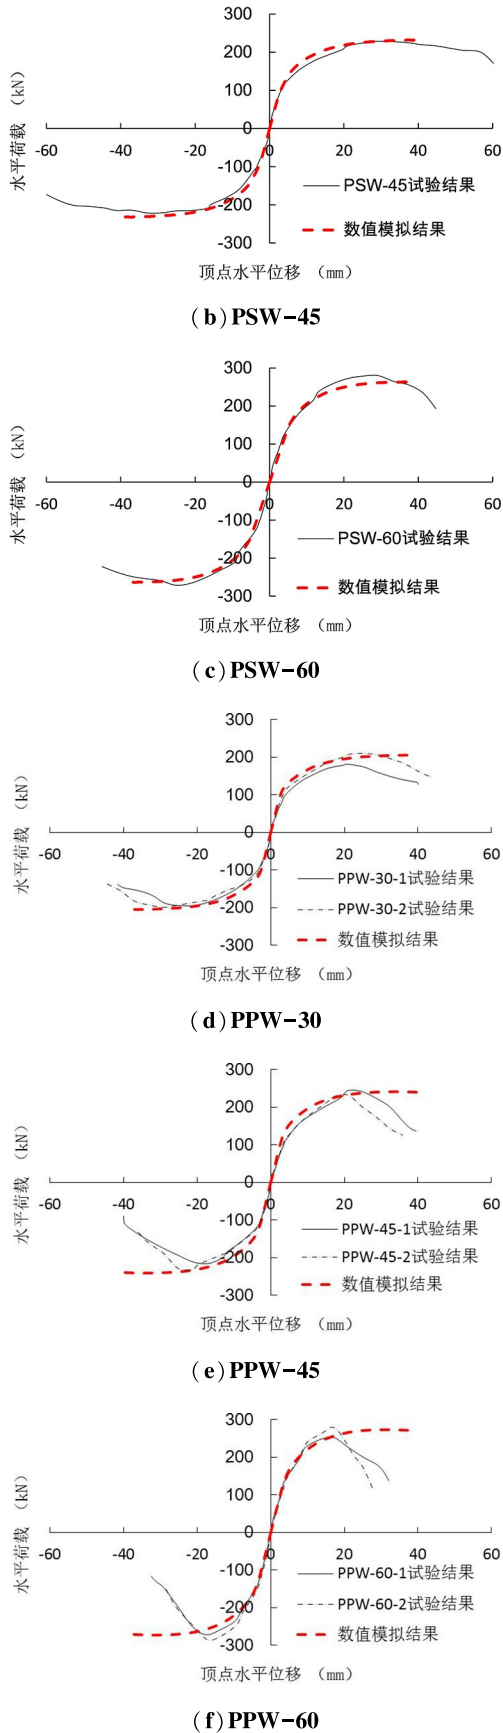 300
200
100
0
-60 -40 -20 0 20 40 60
-100
-200
-300
水平荷载 (kN)
PSW-45试验结果
数值模拟结果
顶点水平位移 (mm)
(b)PSW-45
300
200
100
0
-60 -40 -20 0 20 40 60
-100
-200
-300
水平荷载 (kN)
PSW-60试验结果
数值模拟结果
顶点水平位移 (mm)
(c)PSW-60
300
200
100
0
-60 -40 -20 0 20 40 60
-100
-200
-300
水平荷载 (kN)
PPW-30-1试验结果
PPW-30-2试验结果
数值模拟结果
顶点水平位移 (mm)
(d)PPW-30
300
200
100
0
-60 -40 -20 0 20 40 60
-100
-200
-300
水平荷载 (kN)
PPW-45-1试验结果
PPW-45-2试验结果
数值模拟结果
顶点水平位移 (mm)
(e)PPW-45
300
200
100
0
-60 -40 -20 0 20 40 60
-100
-200
-300
水平荷载 (kN)
PPW-60-1试验结果
PPW-60-2试验结果
数值模拟结果
顶点水平位移 (mm)
(f)PPW-60